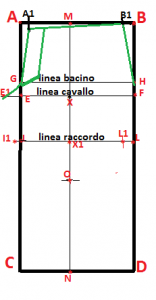 A M B
A1 B1
G linea bacino H
linea cavallo
E1 E X F
I1 I linea raccordo L1 L
X1
O
C N D